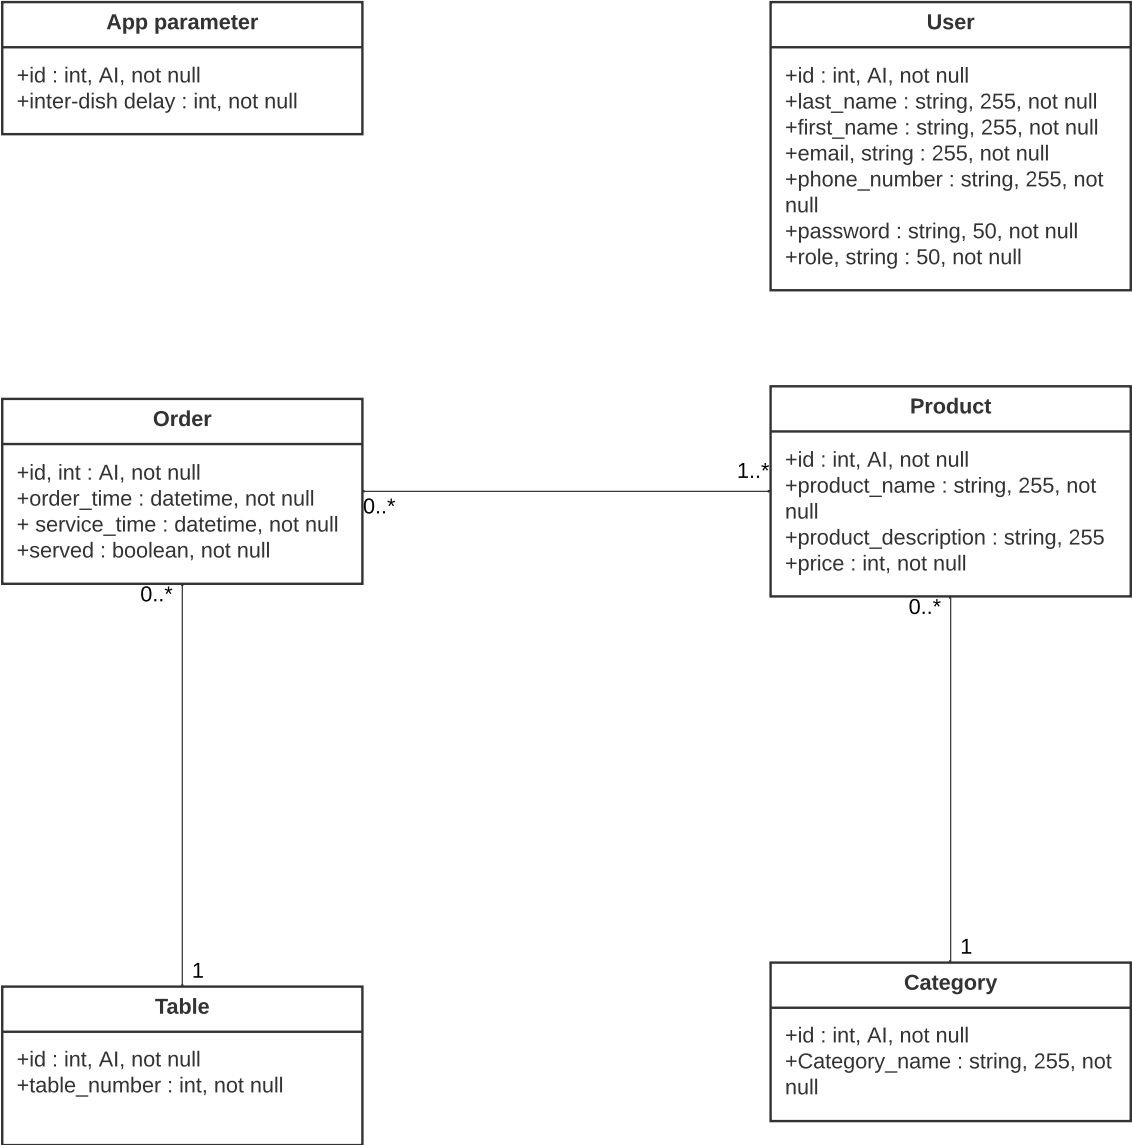 App parameter
+id : int, AI, not null
+inter-dish delay : int, not null
User
+id : int, AI, not null
+last_name : string, 255, not null
+first_name : string, 255, not null
+email, string : 255, not null
+phone_number : string, 255, not
null
+password : string, 50, not null
+role, string : 50, not null
Order
+id, int : AI, not null
+order_time : datetime, not null
+ service_time : datetime, not null
+served : boolean, not null
0..*
1..*
Product
+id : int, AI, not null
+product_name : string, 255, not
null
+product_description : string, 255
+price : int, not null
0..*
0..*
1
1
Table
+id : int, AI, not null
+table_number : int, not null
Category
+id : int, AI, not null
+Category_name : string, 255, not
null